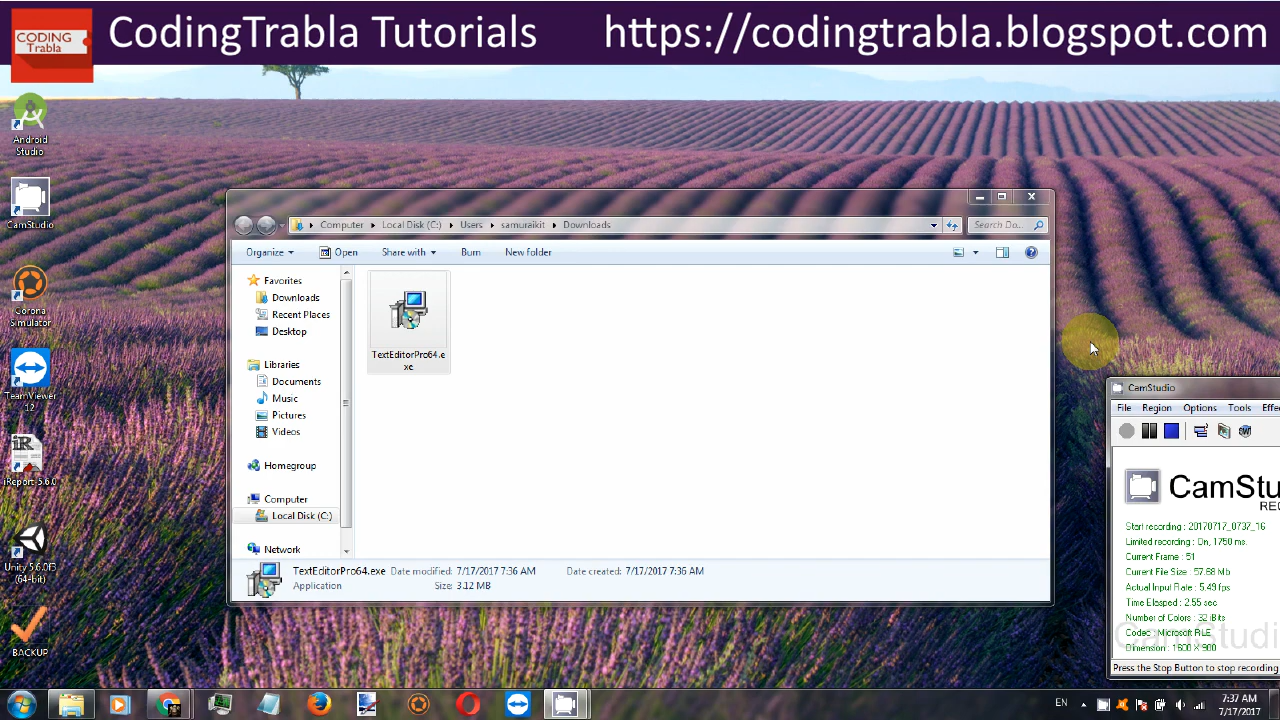 CODING
Trabla
CodingTrabla Tutorials
https://codingtrabla.blogspot.com
Android
Studio
CamStudio
Corona
Simulator
TeamViewer
12
iR
iReport-5.6.0
Unity 5.6.0f3
(64-bit)
BACKUP
Computer
Local Disk (C:)
Users
samuraikit
Downloads
Search Do...
Organize
Open
Share with
Burn
New folder
Favorites
Downloads
Recent Places
Desktop
Libraries
Documents
Music
Pictures
Videos
Homegroup
Computer
Local Disk (C:)
Network
TextEditorPro64.e
xe
TextEditorPro64.exe Date modified: 7/17/2017 7:36 AM Date created: 7/17/2017 7:36 AM
Application Size: 3.12 MB
CamStudio
File Region Options Tools Effe
CamStu
REC
Start recording : 20170717_0737_16
Limited recording : On, 1750 ms.
Current Frame : 51
Current File Size : 57.68 Mb
Actual Input Rate : 5.49 fps
Time Elasped : 2.55 sec
Number of Colors : 32 iBits
Codec : Microsoft RLE
Dimension : 1600 X 900
CamStudi
Press the Stop Button to stop recording
EN
7:37 AM
7/17/2017